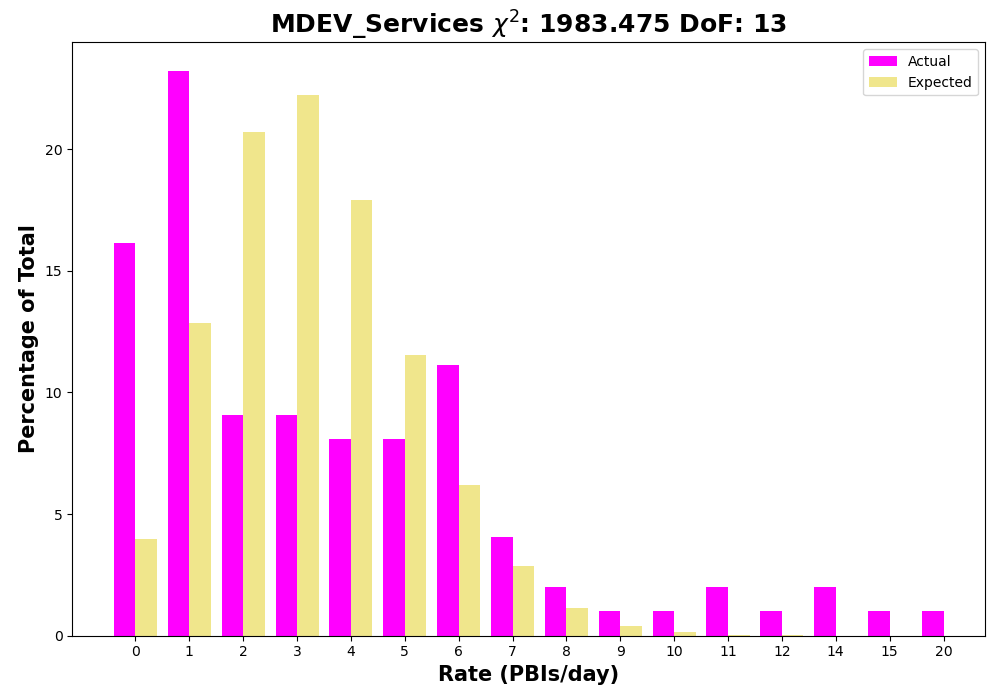 MDEV_Services χ²: 1983.475 DoF: 13
Actual
Expected
Percentage of Total
20
15
10
5
0
0 1 2 3 4 5 6 7 8 9 10 11 12 14 15 20
Rate (PBIs/day)